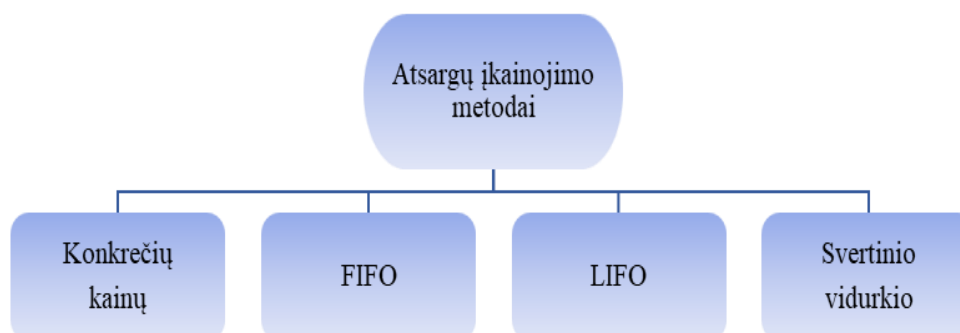 Atsargų įkainojimo
metodai
Konkrečių
kainų
FIFO
LIFO
Svertinio
vidurkio